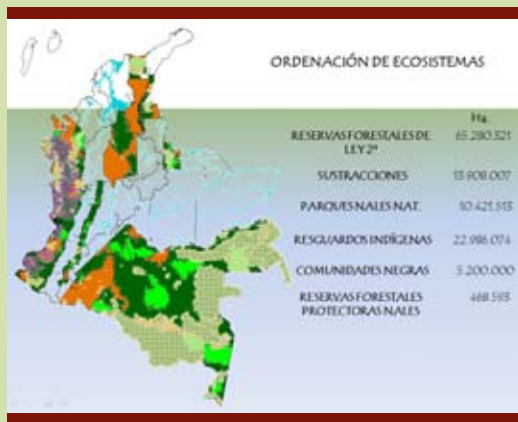 ORDENACIÓN DE ECOSISTEMAS
Ha.
RESERVAS FORESTALES DE 65.280.321
LEY 2ª
SUSTRACCIONES 13.908.007
PARQUES NALES NAT. 10.421.513
RESGUARDOS INDÍGENAS 22.986.074
COMUNIDADES NEGRAS 5.200.000
RESERVAS FORESTALES 468.593
PROTECTORAS NALES